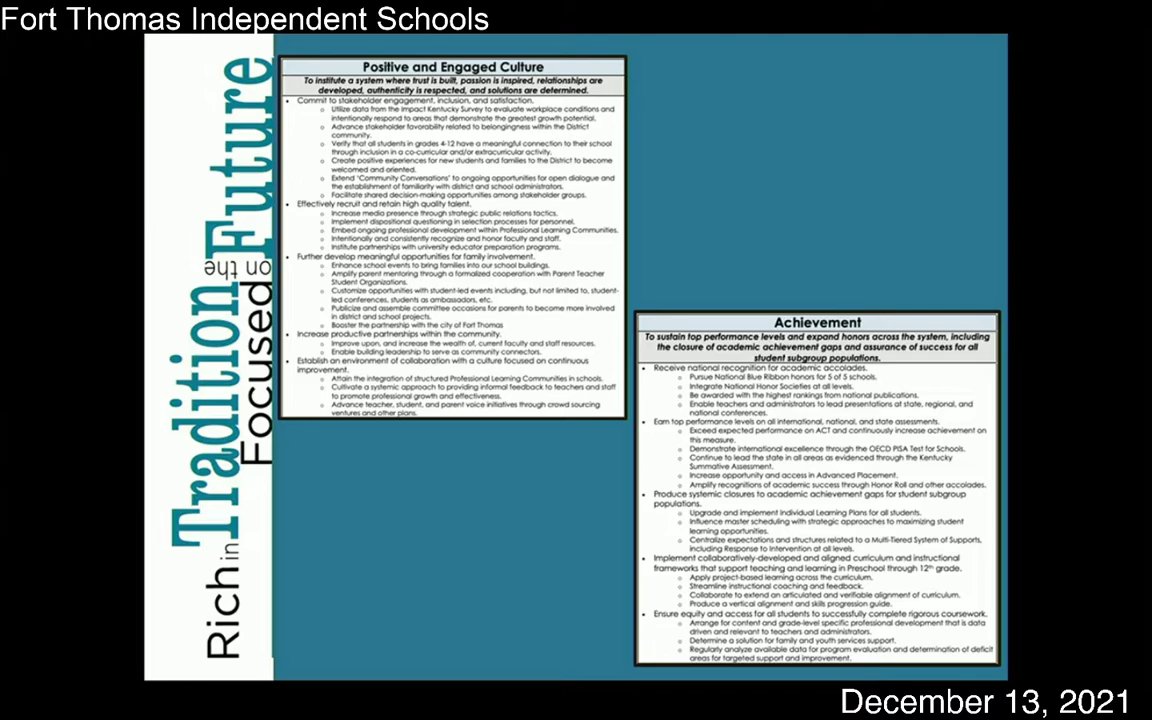 Fort Thomas Independent Schools
Rich in Tradition
Focused on the Future
Positive and Engaged Culture
To institute a system where trust is built, passion is inspired, relationships are
developed, authenticity is respected, and solutions are determined.
• Commit to stakeholder engagement, inclusion, and satisfaction.
o Utilize data from the Impact Kentucky Survey to evaluate workplace conditions and
intentionally respond to areas that demonstrate the greatest growth potential.
o Advance stakeholder favorability related to belongingness within the District
community.
o Verify that all students in grades 4-12 have a meaningful connection to their school
through inclusion in a co-curricular and/or extracurricular activity.
o Create positive experiences for new students and families to the District to become
welcomed and oriented.
o Extend 'Community Conversations' to ongoing opportunities for open dialogue and
the establishment of familiarity with district and school administrators.
o Facilitate shared decision-making opportunities among stakeholder groups.
• Effectively recruit and retain high quality talent.
o Increase media presence through strategic public relations tactics.
o Implement dispositional questioning in selection processes for personnel.
o Embed ongoing professional development within Professional Learning Communities.
o Intentionally and consistently recognize and honor faculty and staff.
o Institute partnerships with university educator preparation programs.
• Further develop meaningful opportunities for family involvement.
o Enhance school events to bring families into our school buildings.
o Amplify parent mentoring through a formalized cooperation with Parent Teacher
Student Organizations.
o Customize opportunities with student-led events including, but not limited to, student-
led conferences, students as ambassadors, etc.
o Publicize and assemble committee occasions for parents to become more involved
in district and school projects.
o Booster the partnership with the city of Fort Thomas
• Increase productive partnerships within the community.
o Improve upon, and increase the wealth of, current faculty and staff resources.
o Enable building leadership to serve as community connectors.
• Establish an environment of collaboration with a culture focused on continuous
improvement.
o Attain the integration of structured Professional Learning Communities in schools.
o Cultivate a systemic approach to providing informal feedback to teachers and staff
to promote professional growth and effectiveness.
o Advance teacher, student, and parent voice initiatives through crowd sourcing
ventures and other plans.
Achievement
To sustain top performance levels and expand honors across the system, including
the closure of academic achievement gaps and assurance of success for all
student subgroup populations.
• Receive national recognition for academic accolades.
o Pursue National Blue Ribbon honors for 5 of 5 schools.
o Integrate National Honor Societies at all levels.
o Be awarded with the highest rankings from national publications.
o Enable teachers and administrators to lead presentations at state, regional, and
national conferences.
• Earn top performance levels on all international, national, and state assessments.
o Exceed expected performance on ACT and continuously increase achievement on
this measure.
o Demonstrate international excellence through the OECD PISA Test for Schools.
o Continue to lead the state in all areas as evidenced through the Kentucky
Summative Assessment.
o Increase opportunity and access in Advanced Placement.
o Amplify recognitions of academic success through Honor Roll and other accolades.
• Produce systemic closures to academic achievement gaps for student subgroup
populations.
o Upgrade and implement Individual Learning Plans for all students.
o Influence master scheduling with strategic approaches to maximizing student
learning opportunities.
o Centralize expectations and structures related to a Multi-Tiered System of Supports,
including Response to Intervention at all levels.
• Implement collaboratively-developed and aligned curriculum and instructional
frameworks that support teaching and learning in Preschool through 12th grade.
o Apply project-based learning across the curriculum.
o Streamline instructional coaching and feedback.
o Collaborate to extend an articulated and verifiable alignment of curriculum.
o Produce a vertical alignment and skills progression guide.
• Ensure equity and access for all students to successfully complete rigorous coursework.
o Arrange for content and grade-level specific professional development that is data
driven and relevant to teachers and administrators.
o Determine a solution for family and youth services support.
o Regularly analyze available data for program evaluation and determination of deficit
areas for targeted support and improvement.
December 13, 2021